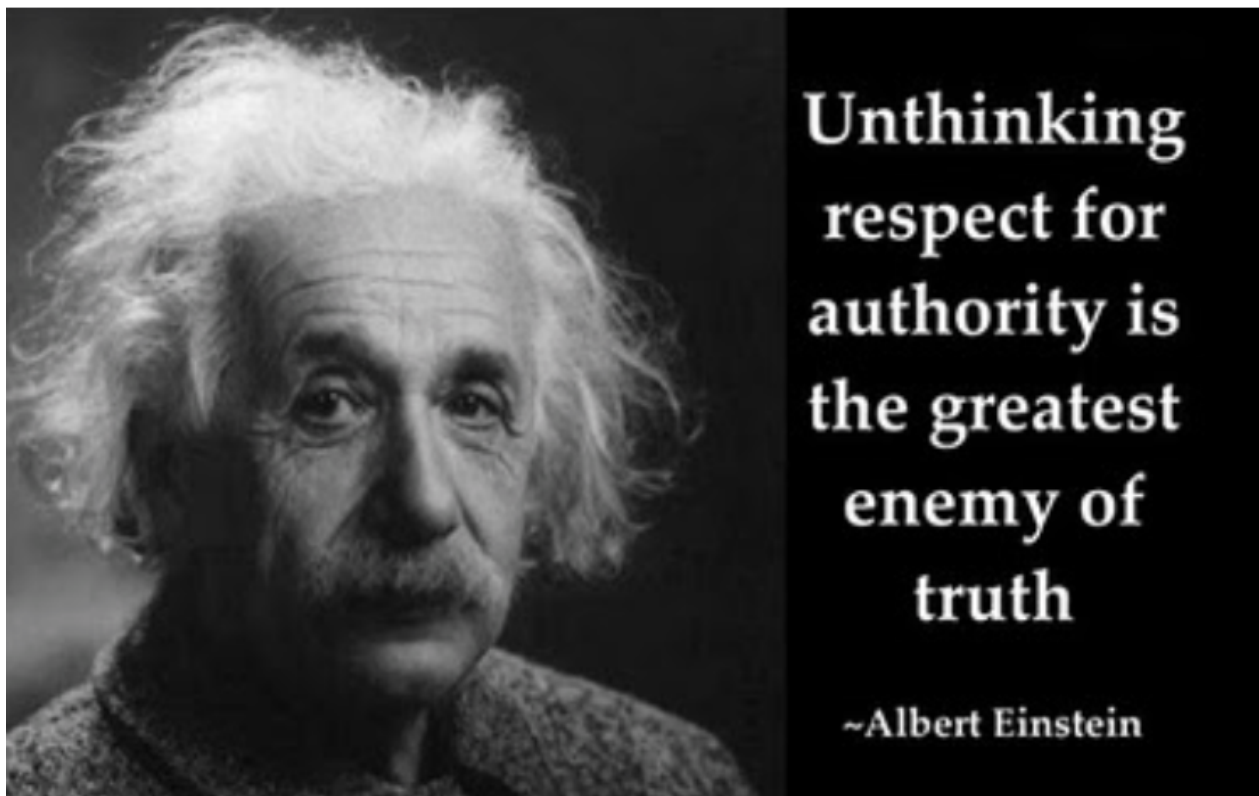 Unthinking
respect for
authority is
the greatest
enemy of
truth
~Albert Einstein